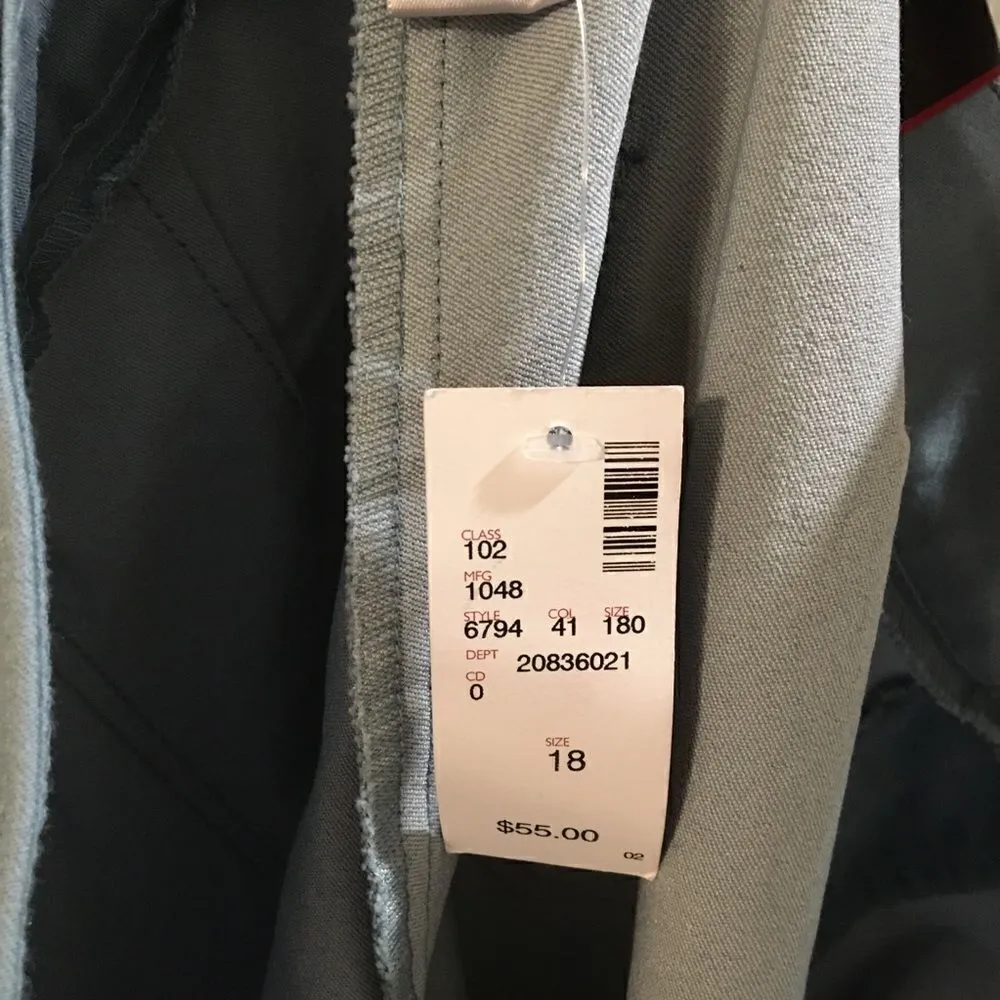 CLASS
102
MFG
1048
STYLE COL SIZE
6794 41 180
DEPT 20836021
CD
0
SIZE
18
$55.00
02